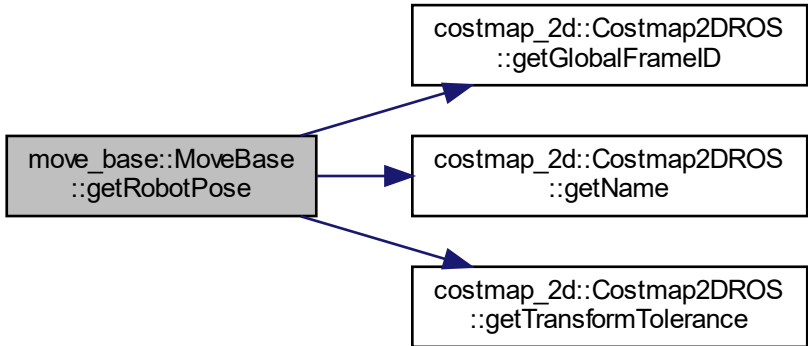 move_base::MoveBase
::getRobotPose
costmap_2d::Costmap2DROS
::getGlobalFrameID
costmap_2d::Costmap2DROS
::getName
costmap_2d::Costmap2DROS
::getTransformTolerance